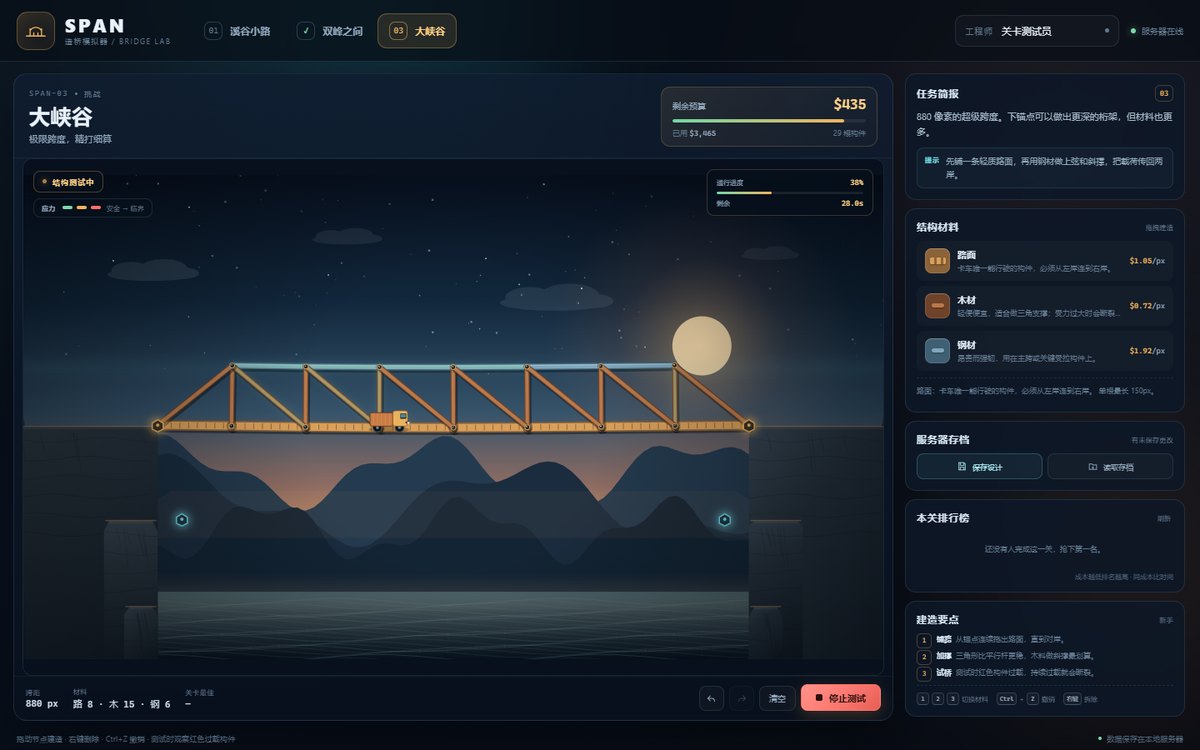 SPAN
造桥模拟器 / BRIDGE LAB
01 溪谷小路
✓ 双峰之间
03 大峡谷
工程师 关卡测试员
服务器在线
SPAN-03 • 挑战
大峡谷
极限跨度，精打细算
剩余预算 $435
已用 $3,465 29 根构件
结构测试中
应力 安全 → 临界
通行进度 38%
剩余 28.0s
跨距
880 px
材料
路 8 · 木 15 · 钢 6
关卡最佳
—
清空
停止测试
任务简报 03
880 像素的超级跨度。下锚点可以做出更深的桁架，但材料也更
多。
提示 先铺一条轻质路面，再用钢材做上弦和斜撑，把载荷传回两
岸。
结构材料 拖拽建造
路面
卡车唯一能行驶的构件，必须从左岸连到右岸。 $1.05/px
木材
轻便便宜，适合做三角支撑；受力过大时会断裂… $0.72/px
钢材
昂贵而强韧，用在主跨或关键受拉构件上。 $1.92/px
路面：卡车唯一能行驶的构件，必须从左岸连到右岸。 单根最长 150px。
服务器存档 有未保存更改
保存设计
读取存档
本关排行榜 刷新
还没有人完成这一关，抢下第一名。
成本越低排名越高 · 同成本比时间
建造要点 新手
1 铺路 从锚点连续拖出路面，直到对岸。
2 加撑 三角形比平行杆更稳，木料做斜撑最划算。
3 试桥 测试时红色构件过载，持续过载就会断裂。
1 2 3 切换材料 Ctrl + Z 撤销 右键 拆除
拖动节点建造 · 右键删除 · Ctrl+Z 撤销 · 测试时观察红色过载构件
数据保存在本地服务器